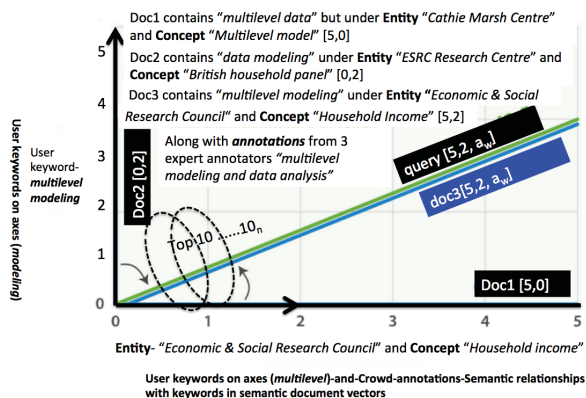 Doc1 contains "multilevel data" but under Entity "Cathie Marsh Centre"
and Concept "Multilevel model" [5,0]
Doc2 contains "data modeling" under Entity "ESRC Research Centre" and
Concept "British household panel" [0,2]
Doc3 contains "multilevel modeling" under Entity "Economic & Social
Research Council" and Concept "Household Income" [5,2]
Along with annotations from 3
expert annotators "multilevel
modeling and data analysis"
User keywords on axes (modeling)
User
keyword-
multilevel
modeling
5
4
3
2
1
0
Doc2 [0,2]
query [5,2, aw]
doc3[5,2, aw]
Top 10 ......10n
Doc1 [5,0]
0
1
2
3
4
5
Entity- "Economic & Social Research Council" and Concept "Household income"
User keywords on axes (multilevel)-and-Crowd-annotations-Semantic relationships
with keywords in semantic document vectors